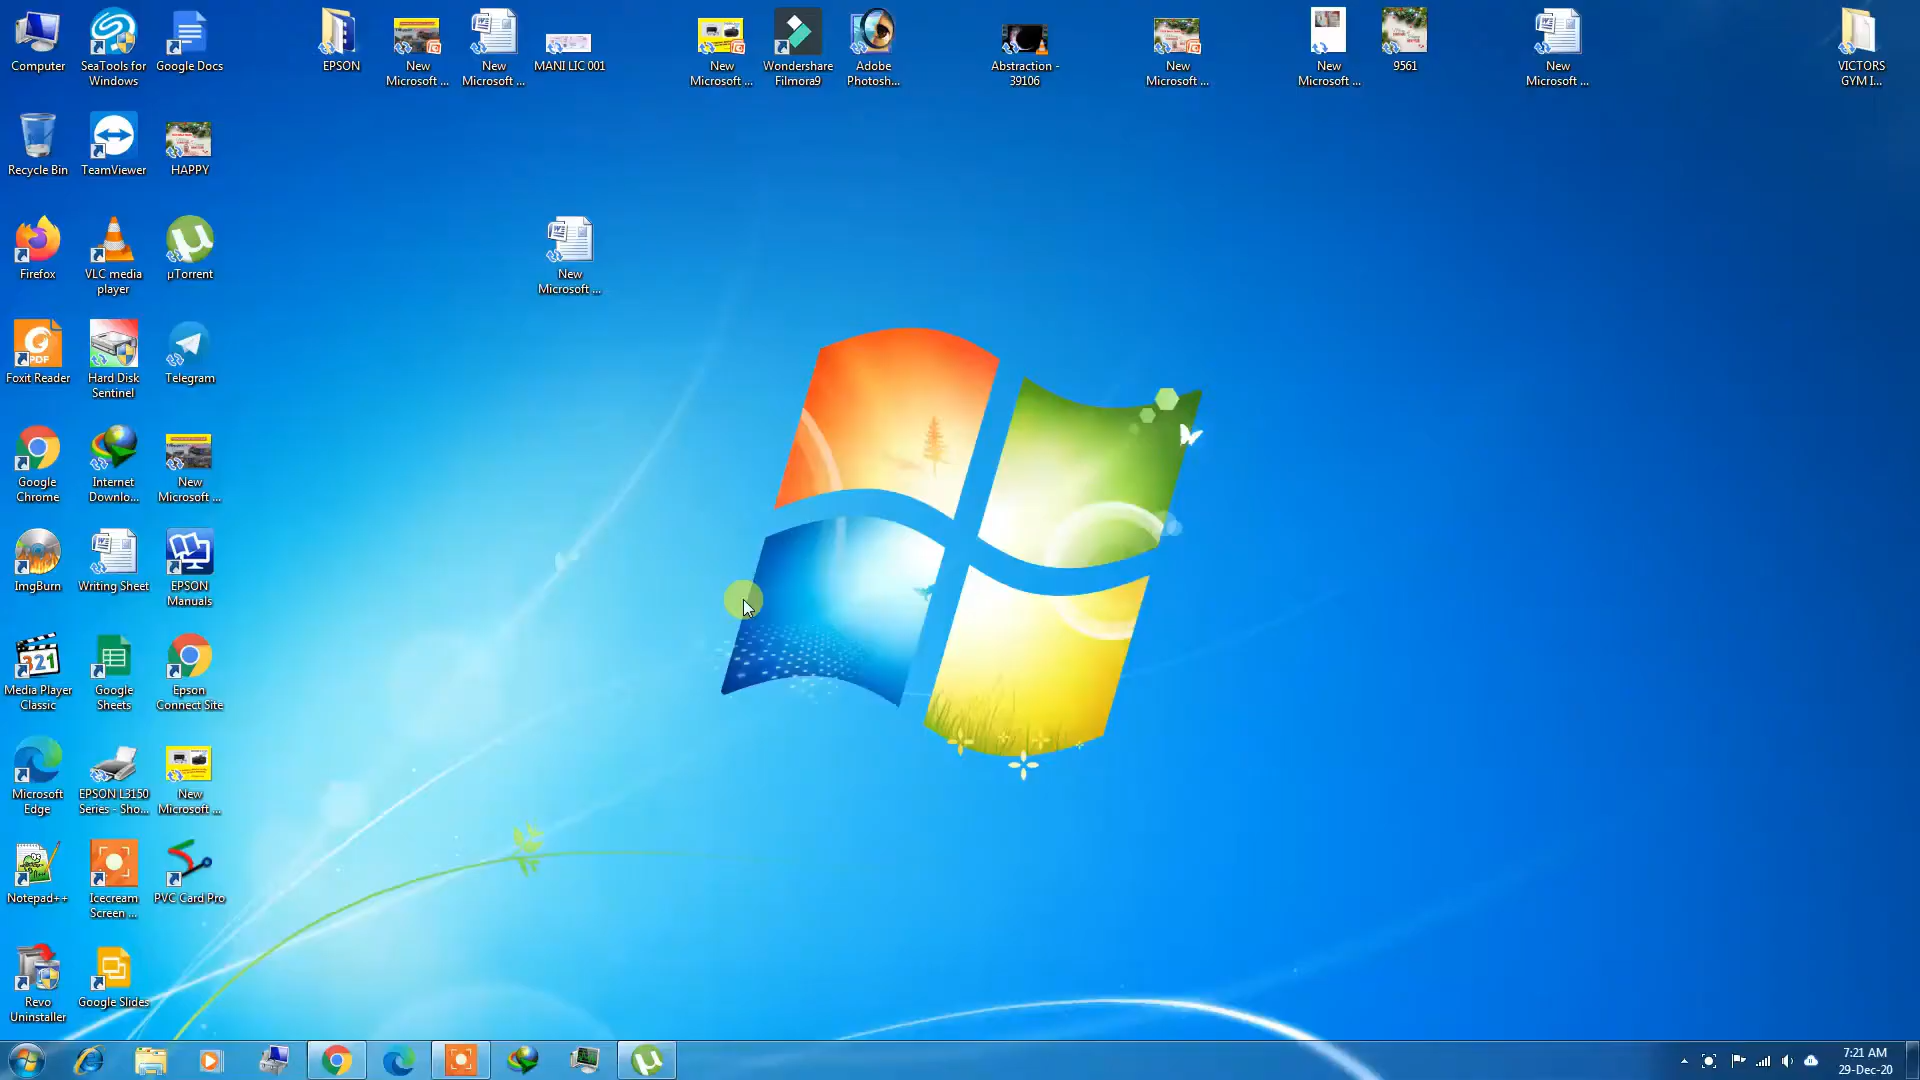 Computer
SeaTools for
Windows
Google Docs
EPSON
New
Microsoft ...
New
Microsoft ...
MANI LIC 001
New
Microsoft ...
Wondershare
Filmora9
Adobe
Photosh...
Abstraction -
39106
New
Microsoft ...
New
Microsoft ...
9561
New
Microsoft ...
VICTORS
GYM I...
Recycle Bin
TeamViewer
HAPPY
Firefox
VLC media
player
µTorrent
New
Microsoft ...
Foxit Reader
Hard Disk
Sentinel
Telegram
Google
Chrome
Internet
Downlo...
New
Microsoft ...
ImgBurn
Writing Sheet
EPSON
Manuals
Media Player
Classic
Google
Sheets
Epson
Connect Site
Microsoft
Edge
EPSON L3150
Series - Sho...
New
Microsoft ...
Notepad++
Icecream
Screen ...
PVC Card Pro
Revo
Uninstaller
Google Slides
7:21 AM
29-Dec-20